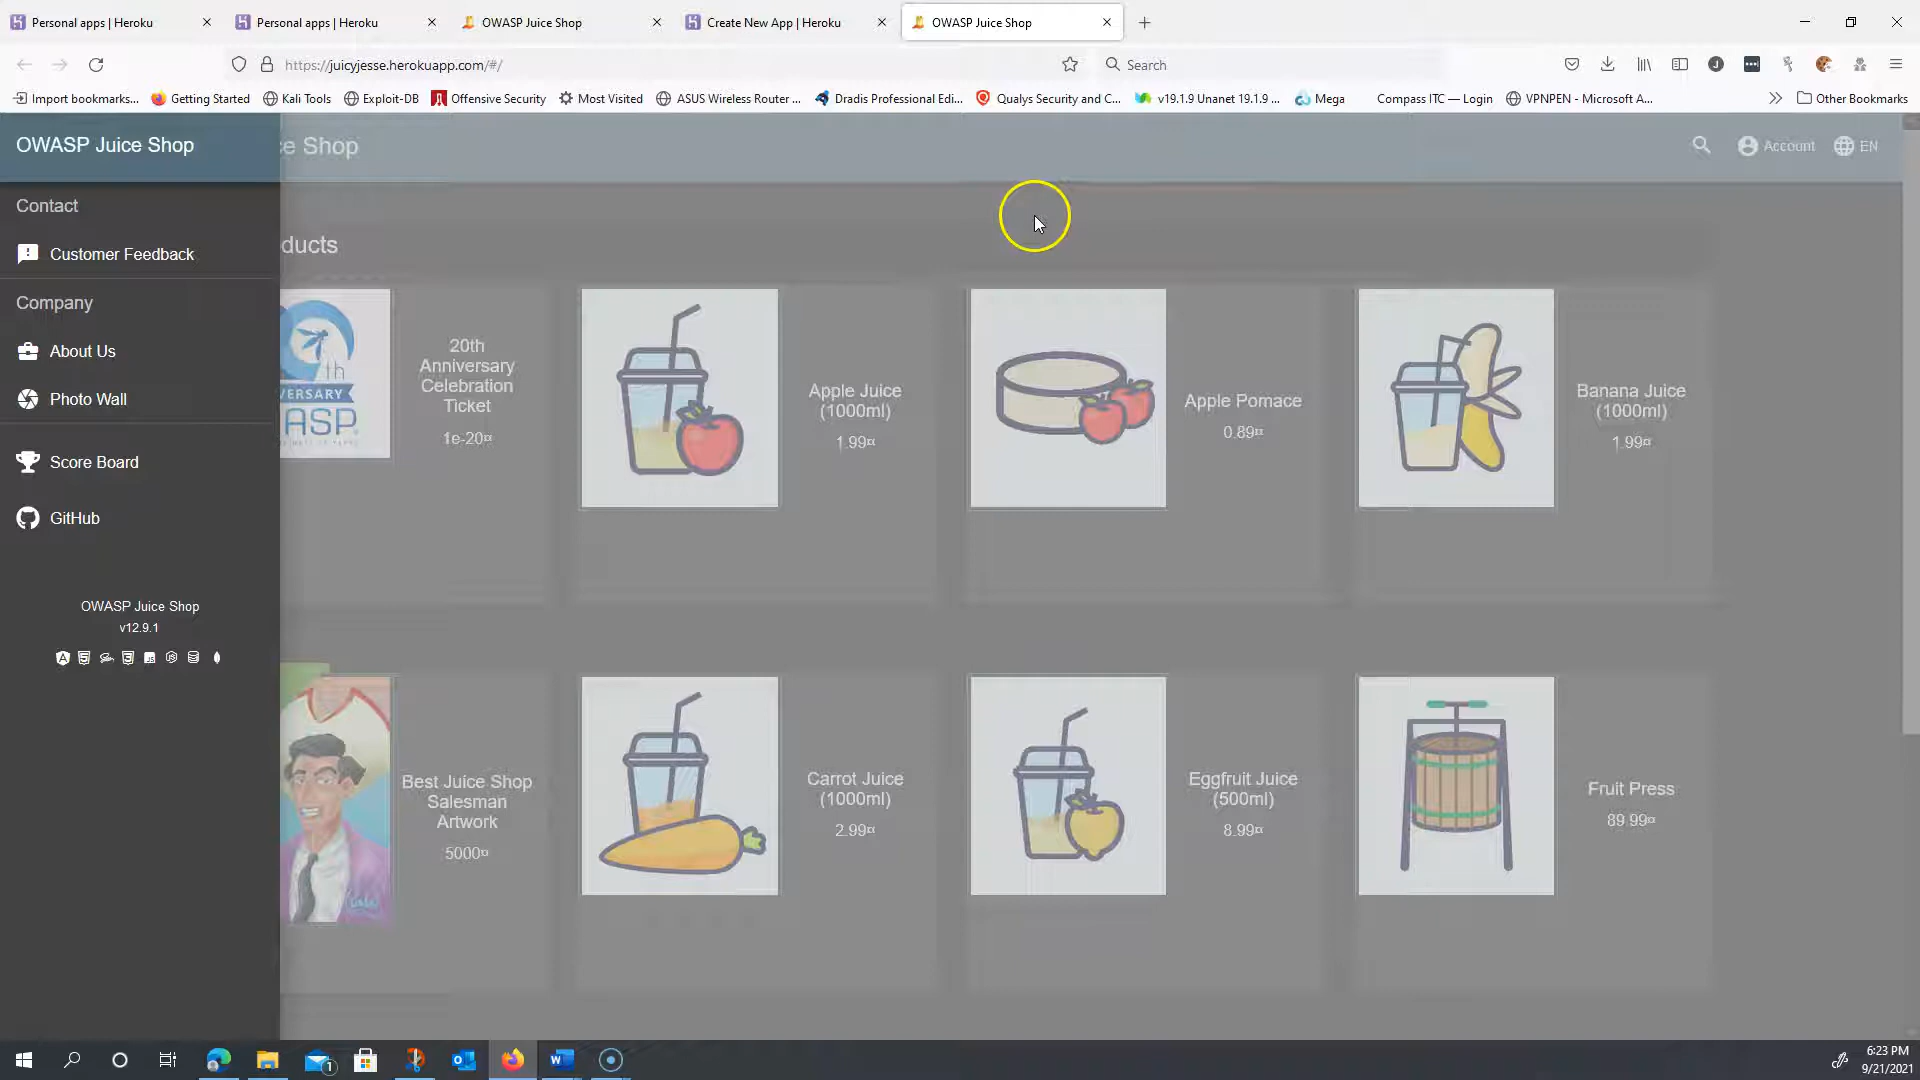 Personal apps | Heroku
Personal apps | Heroku
OWASP Juice Shop
Create New App | Heroku
OWASP Juice Shop
https://juicyjesse.herokuapp.com/#/
Search
Import bookmarks...
Getting Started
Kali Tools
Exploit-DB
Offensive Security
Most Visited
ASUS Wireless Router ...
Dradis Professional Edi...
Qualys Security and C...
v19.1.9 Unanet 19.1.9 ...
Mega
Compass ITC — Login
VPNPEN - Microsoft A...
Other Bookmarks
OWASP Juice Shop
ce Shop
Account
EN
Contact
Customer Feedback
Company
About Us
Photo Wall
Score Board
GitHub
OWASP Juice Shop
v12.9.1
ducts
th
VERSARY
ASP
20th
Anniversary
Celebration
Ticket
1e-20¤
Apple Juice
(1000ml)
1.99¤
Apple Pomace
0.89¤
Banana Juice
(1000ml)
1.99¤
Best Juice Shop
Salesman
Artwork
5000¤
Carrot Juice
(1000ml)
2.99¤
Eggfruit Juice
(500ml)
8.99¤
Fruit Press
89.99¤
1
6:23 PM
9/21/2021